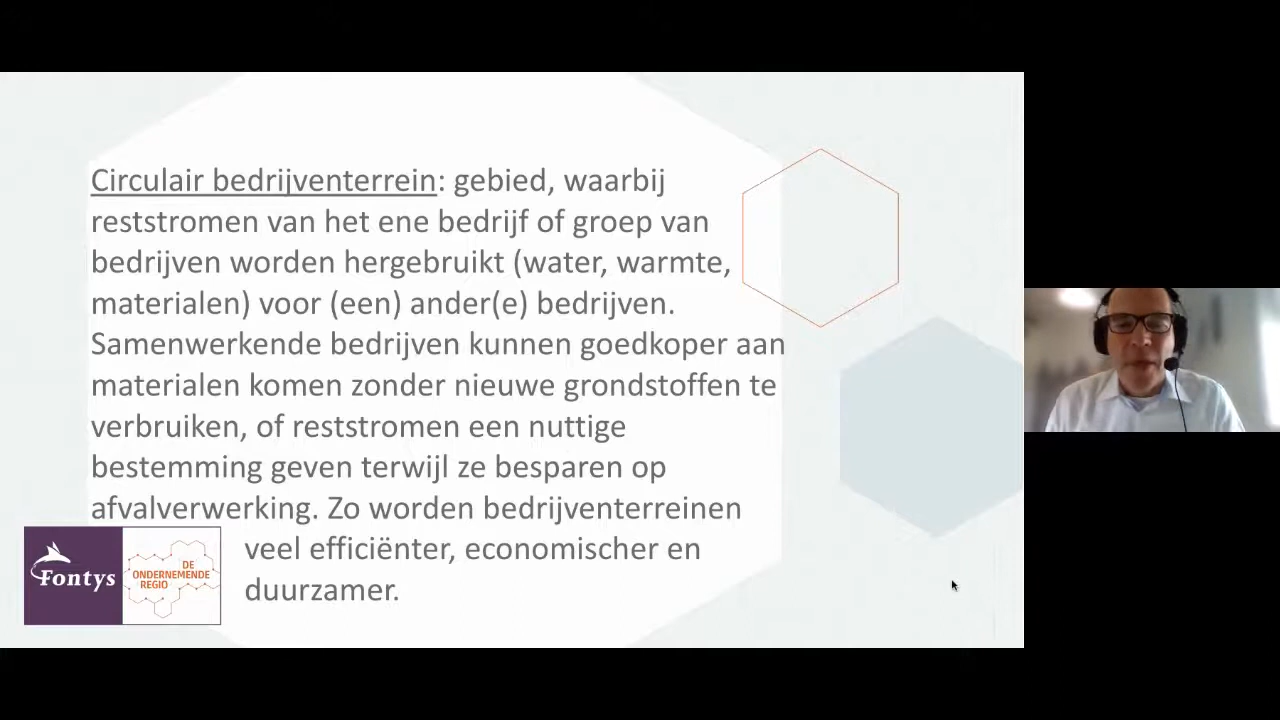 Circulair bedrijventerrein: gebied, waarbij
reststromen van het ene bedrijf of groep van
bedrijven worden hergebruikt (water, warmte,
materialen) voor (een) ander(e) bedrijven.
Samenwerkende bedrijven kunnen goedkoper aan
materialen komen zonder nieuwe grondstoffen te
verbruiken, of reststromen een nuttige
bestemming geven terwijl ze besparen op
afvalverwerking. Zo worden bedrijventerreinen
veel efficiënter, economischer en
duurzamer.
Fontys
DE
ONDERNEMENDE
REGIO